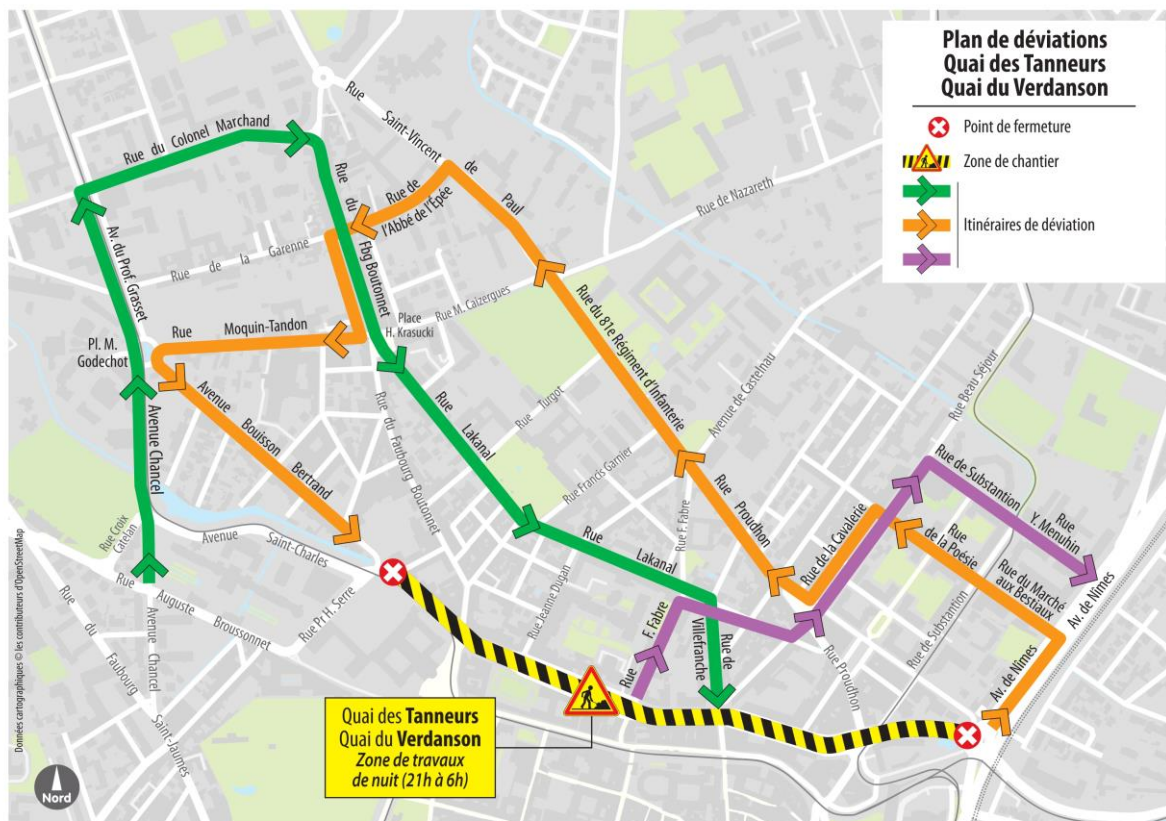 Plan de déviations
Quai des Tanneurs
Quai du Verdanson
Point de fermeture
Zone de chantier
Itinéraires de déviation
Rue du Colonel Marchand
Rue
Saint-Vincent
de
Paul
Rue de
l'Abbé de l'Épée
Rue du
Fbg Boutonnet
Rue de Nazareth
Av. du Prof. Grasset
Rue de la Garenne
Rue M. Caizergues
Place
H. Krasucki
Rue Moquin-Tandon
Pl. M.
Godechot
Rue du 81e Régiment d'Infanterie
Avenue de Castelnau
Rue Beau Séjour
Avenue Bouisson Bertrand
Avenue Chancel
Rue Lakanal
Rue Turgot
Rue du Faubourg Boutonnet
Rue Francis Garnier
Rue F. Fabre
Rue Proudhon
Rue de la Cavalerie
Rue de Substantion
Rue
Y. Menuhin
Rue
de la Poésie
Rue du Marché
aux Bestiaux
Av. de Nîmes
Rue Croix
Catelan
Avenue Saint-Charles
Rue Lakanal
Rue Jeanne Dugan
Rue F. Fabre
Rue de
Villefranche
Rue Proudhon
Rue de Substantion
Av. de Nîmes
Rue Auguste Broussonnet
Rue Pr H. Serre
Avenue Chancel
Rue du Faubourg Saint-Jaumes
Quai des Tanneurs
Quai du Verdanson
Zone de travaux
de nuit (21h à 6h)
Nord
Données cartographiques © les contributeurs d'OpenStreetMap